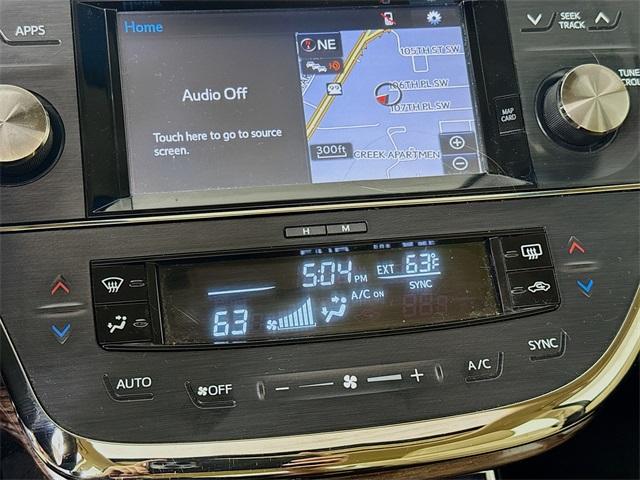 APPS
Home
SEEK
TRACK
NE
105TH ST SW
Audio Off
106TH PL SW
99
107TH PL SW
MAP
CARD
Touch here to go to source
screen.
300ft
CREEK APARTMEN
H M
5:04 PM EXT 63°F
SYNC
A/C ON
63
AUTO
OFF
- +
A/C
SYNC